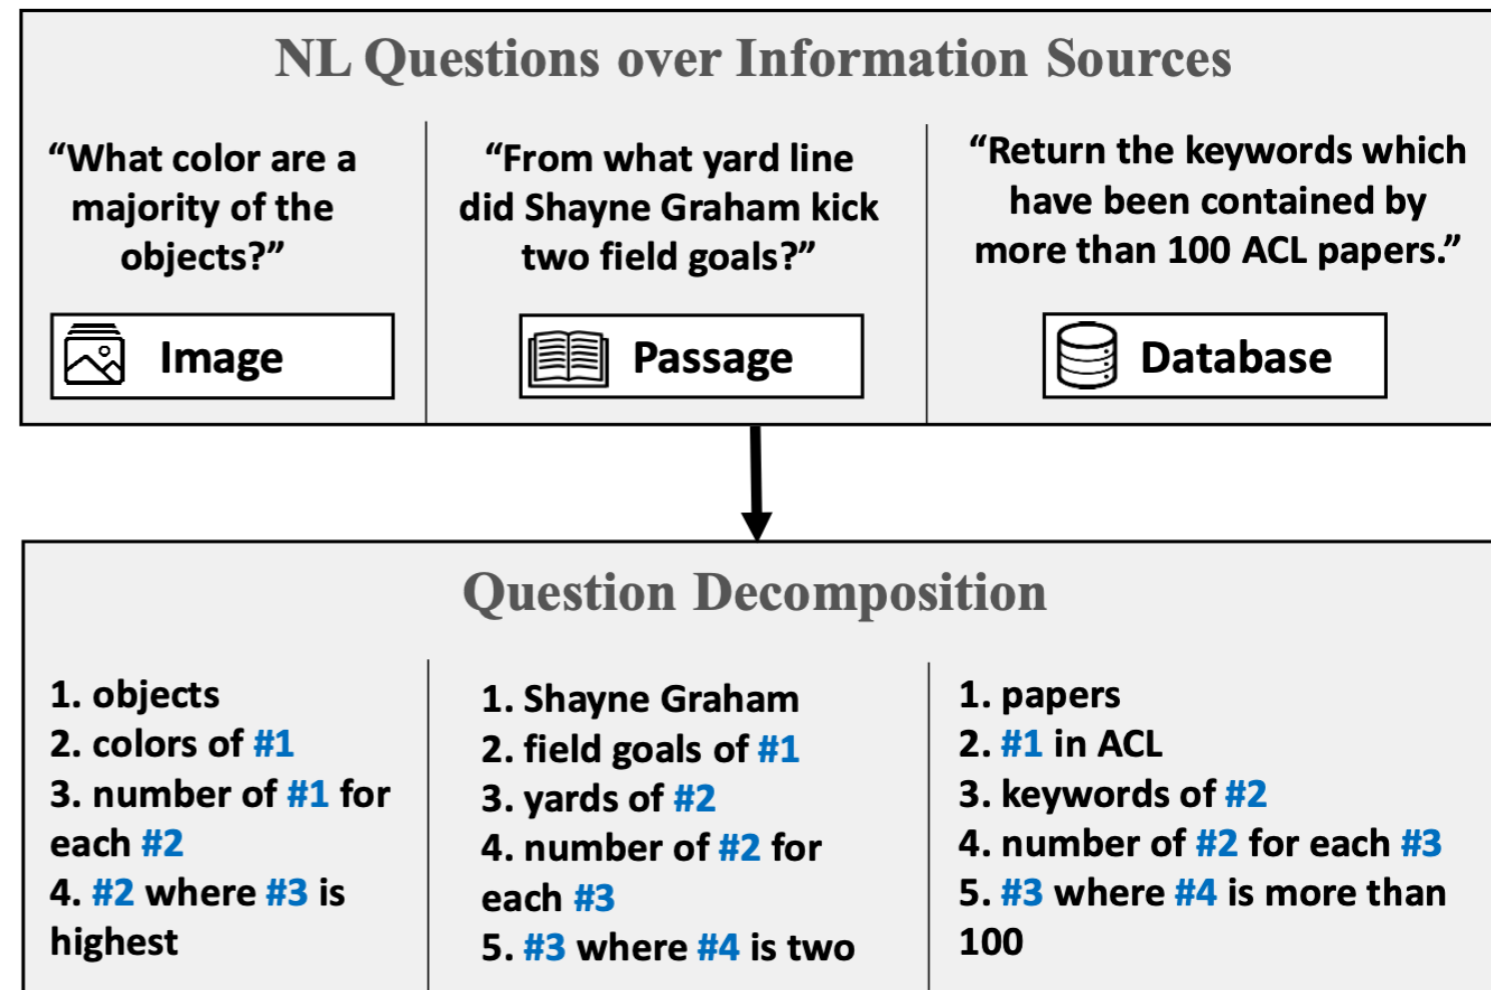 NL Questions over Information Sources
“What color are a
majority of the
objects?”
Image
“From what yard line
did Shayne Graham kick
two field goals?”
Passage
“Return the keywords which
have been contained by
more than 100 ACL papers.”
Database
Question Decomposition
1. objects
2. colors of #1
3. number of #1 for
each #2
4. #2 where #3 is
highest
1. Shayne Graham
2. field goals of #1
3. yards of #2
4. number of #2 for
each #3
5. #3 where #4 is two
1. papers
2. #1 in ACL
3. keywords of #2
4. number of #2 for each #3
5. #3 where #4 is more than
100